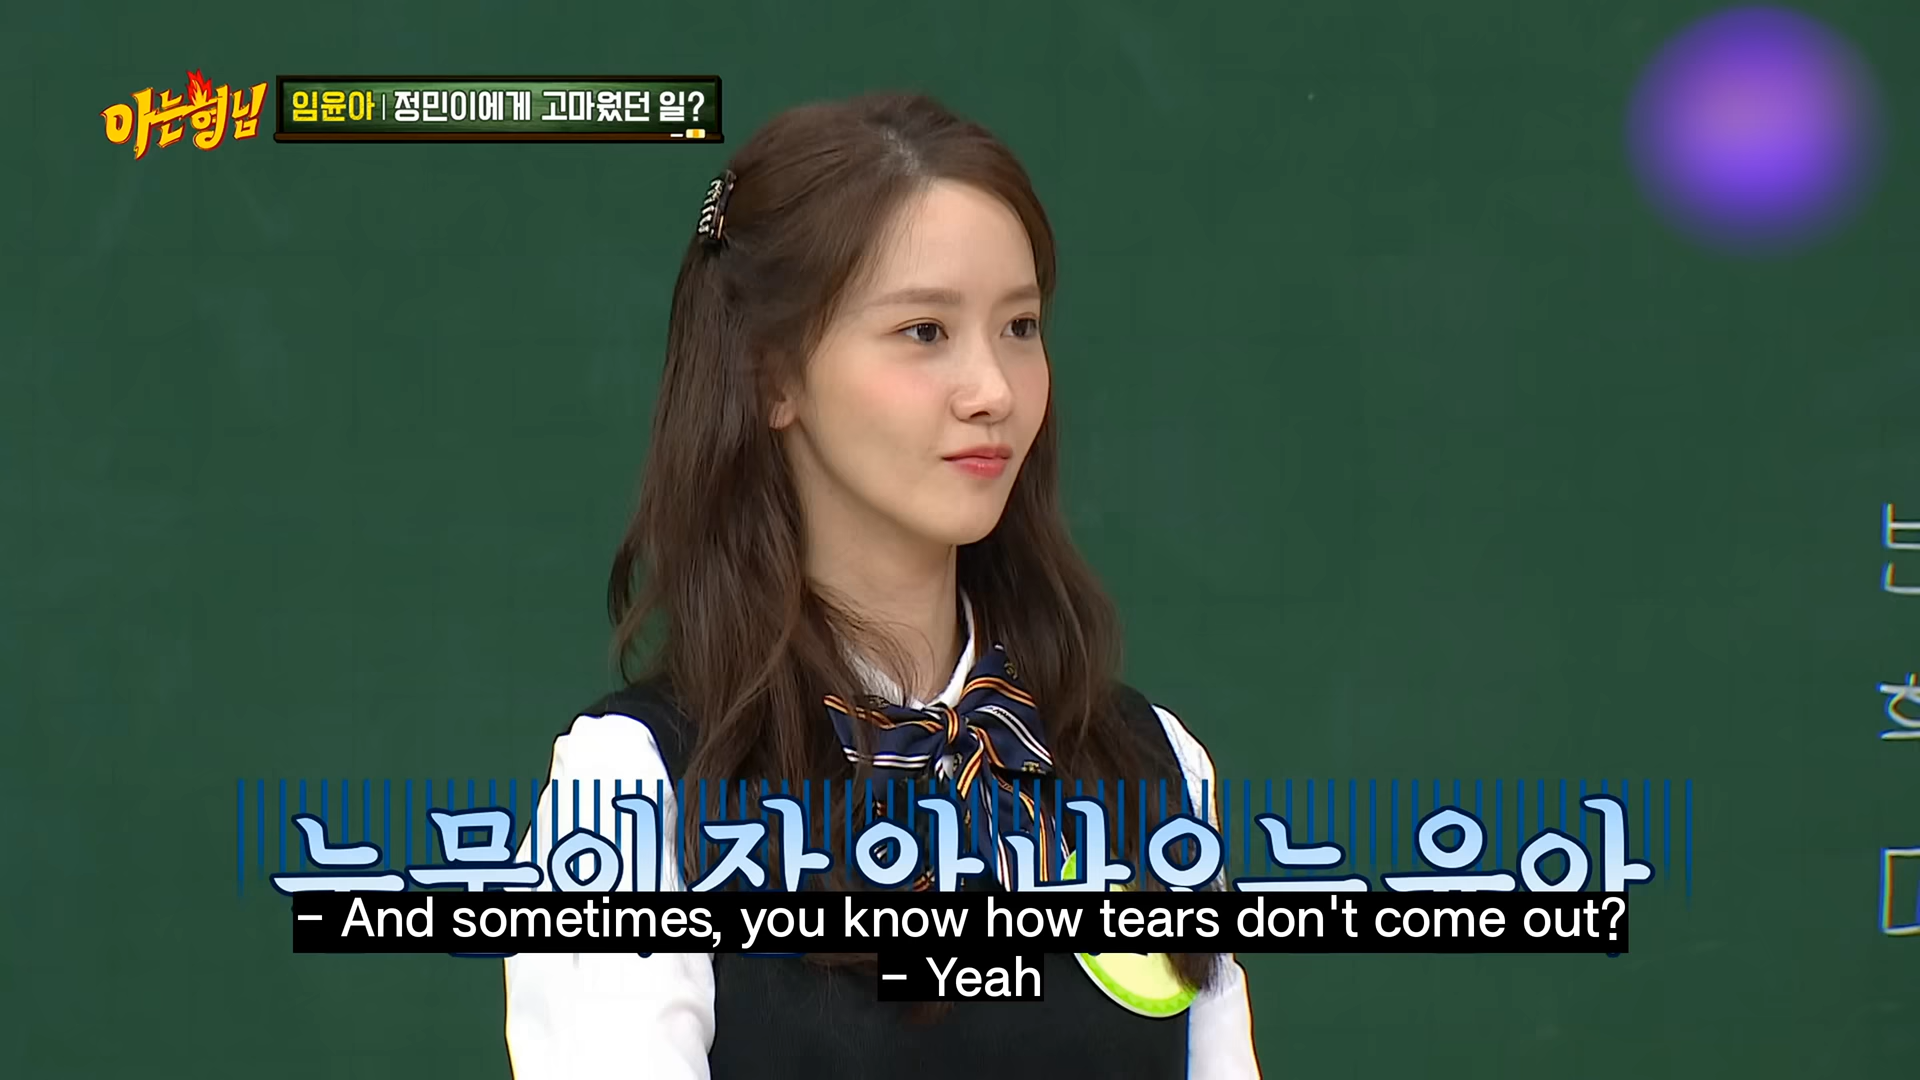 아는형님
임윤아 | 정민이에게 고마웠던 일?
눈물이 잘 안 나오는 윤아
– And sometimes, you know how tears don't come out?
– Yeah